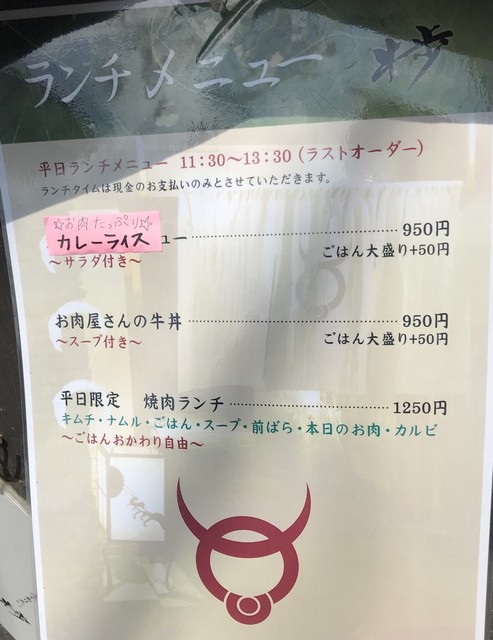 ランチメニュー
平日ランチメニュー 11:30〜13:30 (ラストオーダー)
ランチタイムは現金のお支払いのみとさせていただきます。
☆お肉たっぷり☆
カレーライス ュー 950円
〜サラダ付き〜 ごはん大盛り+50円
お肉屋さんの牛丼 950円
〜スープ付き〜 ごはん大盛り+50円
平日限定 焼肉ランチ 1250円
キムチ・ナムル・ごはん・スープ・前ばら・本日のお肉・カルビ
〜ごはんおかわり自由〜